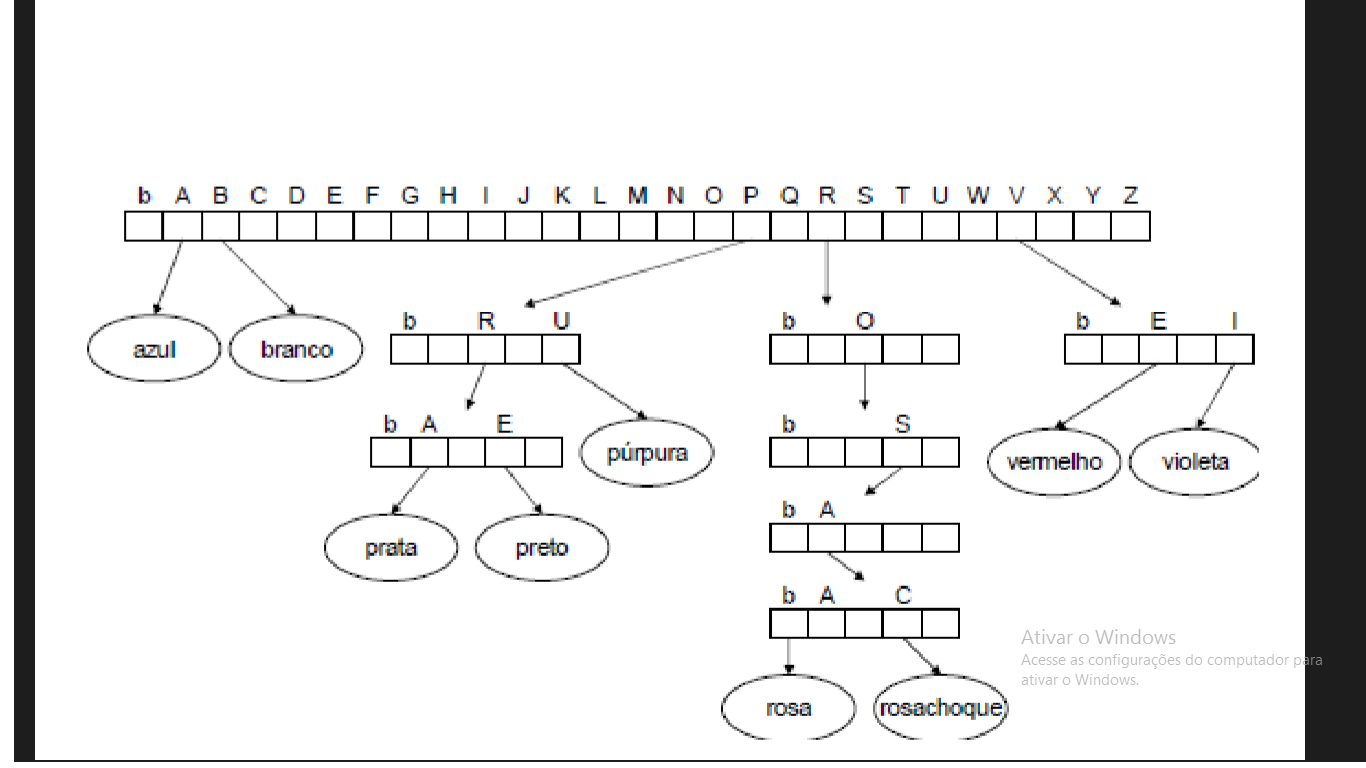 b A B C D E F G H I J K L M N O P Q R S T U W V X Y Z
azul branco
b R U
b O
b E I
b A E
púrpura
b S
vermelho violeta
prata preto
b A
b A C
rosa rosachoque
Ativar o Windows
Acesse as configurações do computador para
ativar o Windows.